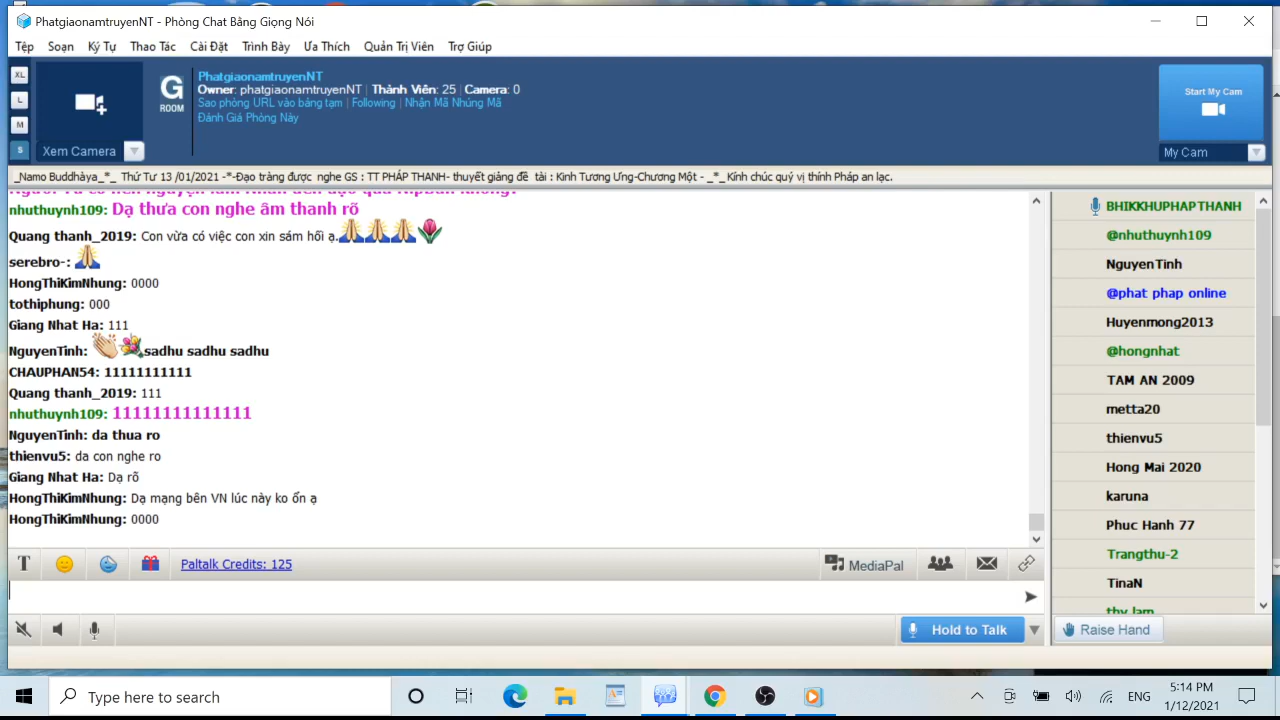 PhatgiaonamtruyenNT - Phòng Chat Bằng Giọng Nói
Tệp Soạn Ký Tự Thao Tác Cài Đặt Trình Bày Ưa Thích Quản Trị Viên Trợ Giúp
XL
L
M
S
Xem Camera
G
ROOM
PhatgiaonamtruyenNT
Owner: phatgiaonamtruyenNT | Thành Viên: 25 | Camera: 0
Sao phòng URL vào bảng tạm | Following | Nhận Mã Nhúng Mã
Đánh Giá Phòng Này
Start My Cam
My Cam
_Namo Buddhàya_*_ Thứ Tư 13 /01/2021 -*-Đạo tràng được nghe GS : TT PHÁP THANH- thuyết giảng đề tài : Kinh Tương Ưng-Chương Một - _*_Kính chúc quý vị thính Pháp an lạc.
nhuthuynh109: Dạ thưa con nghe âm thanh rõ
Quang thanh_2019: Con vừa có việc con xin sám hối ạ.
serebro-:
HongThiKimNhung: 0000
tothiphung: 000
Giang Nhat Ha: 111
NguyenTinh: sadhu sadhu sadhu
CHAUPHAN54: 11111111111
Quang thanh_2019: 111
nhuthuynh109: 11111111111111
NguyenTinh: da thua ro
thienvu5: da con nghe ro
Giang Nhat Ha: Dạ rõ
HongThiKimNhung: Dạ mạng bên VN lúc này ko ổn ạ
HongThiKimNhung: 0000
BHIKKHUPHAPTHANH
@nhuthuynh109
NguyenTinh
@phat phap online
Huyenmong2013
@hongnhat
TAM AN 2009
metta20
thienvu5
Hong Mai 2020
karuna
Phuc Hanh 77
Trangthu-2
TinaN
thy lam
T Paltalk Credits: 125 MediaPal
Hold to Talk
Raise Hand
Type here to search
ENG
5:14 PM
1/12/2021